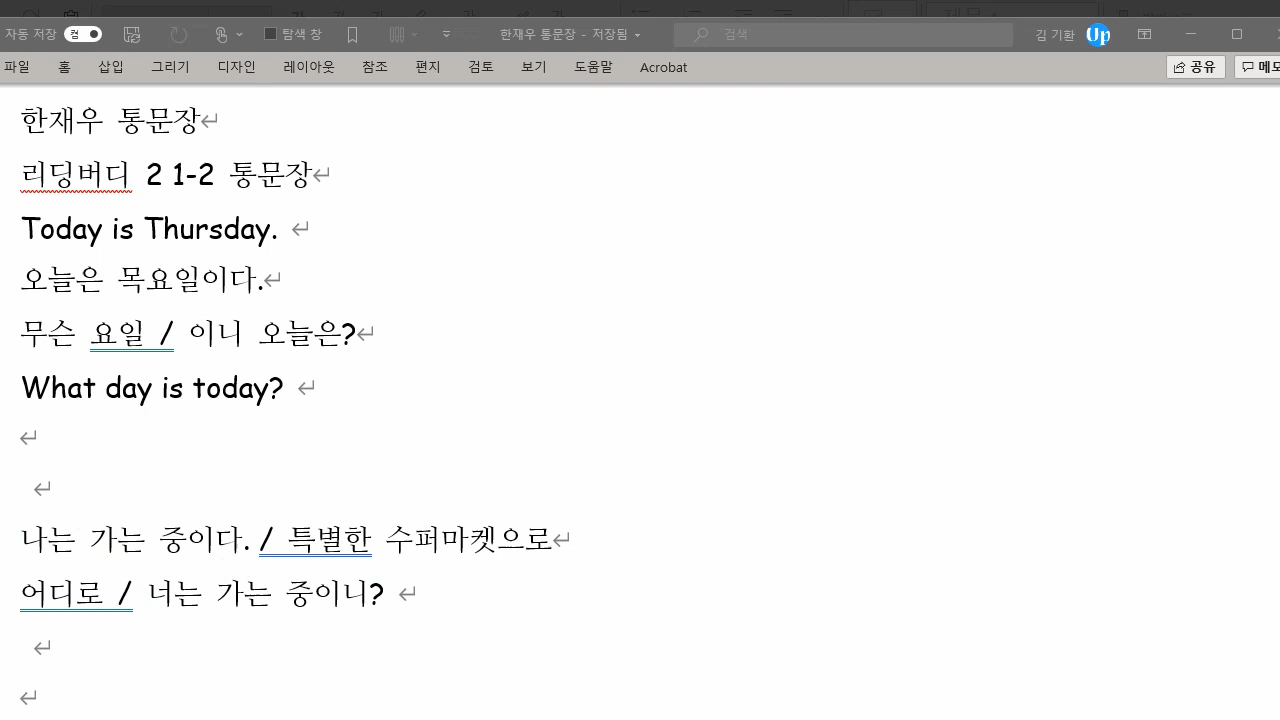 자동 저장 켬 탐색 창 한재우 통문장 - 저장됨 검색 김 기환 Up
파일 홈 삽입 그리기 디자인 레이아웃 참조 편지 검토 보기 도움말 Acrobat 공유 메모
한재우 통문장
리딩버디 2 1-2 통문장
Today is Thursday.
오늘은 목요일이다.
무슨 요일 / 이니 오늘은?
What day is today?
나는 가는 중이다. / 특별한 수퍼마켓으로
어디로 / 너는 가는 중이니?